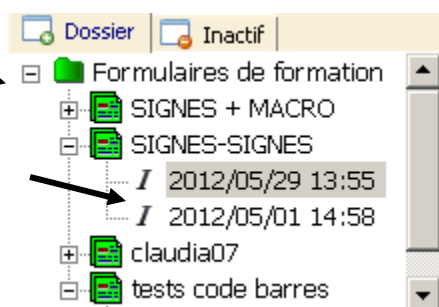 Dossier Inactif
Formulaires de formation
SIGNES + MACRO
SIGNES-SIGNES
I 2012/05/29 13:55
I 2012/05/01 14:58
claudia07
tests code barres